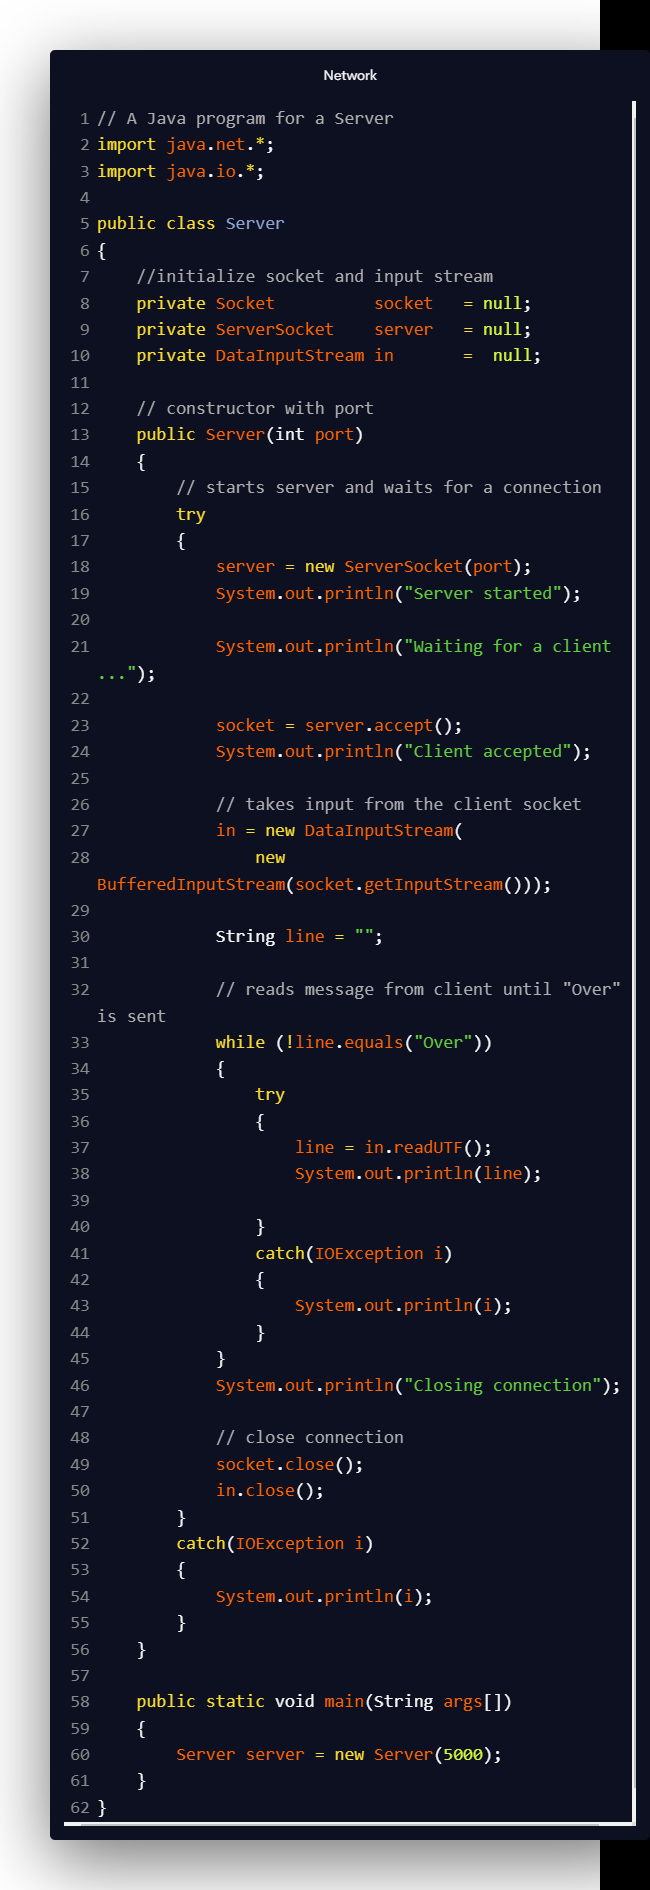 Network
1 // A Java program for a Server
2 import java.net.*;
3 import java.io.*;
4
5 public class Server
6 {
7     //initialize socket and input stream
8     private Socket          socket   = null;
9     private ServerSocket    server   = null;
10     private DataInputStream in       =  null;
11
12     // constructor with port
13     public Server(int port)
14     {
15         // starts server and waits for a connection
16         try
17         {
18             server = new ServerSocket(port);
19             System.out.println("Server started");
20
21             System.out.println("Waiting for a client
...");
22
23             socket = server.accept();
24             System.out.println("Client accepted");
25
26             // takes input from the client socket
27             in = new DataInputStream(
28                 new
BufferedInputStream(socket.getInputStream()));
29
30             String line = "";
31
32             // reads message from client until "Over"
is sent
33             while (!line.equals("Over"))
34             {
35                 try
36                 {
37                     line = in.readUTF();
38                     System.out.println(line);
39
40                 }
41                 catch(IOException i)
42                 {
43                     System.out.println(i);
44                 }
45             }
46             System.out.println("Closing connection");
47
48             // close connection
49             socket.close();
50             in.close();
51         }
52         catch(IOException i)
53         {
54             System.out.println(i);
55         }
56     }
57
58     public static void main(String args[])
59     {
60         Server server = new Server(5000);
61     }
62 }